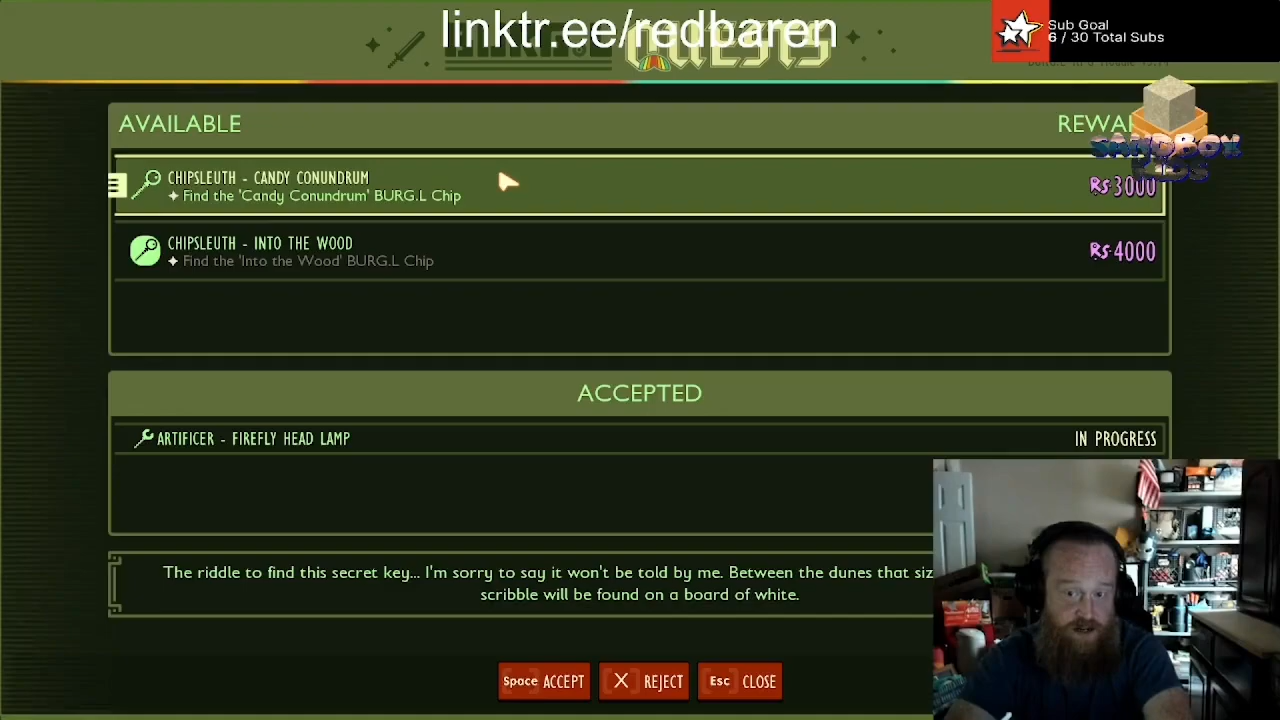 linktr.ee/redbaren
QUESTS
Sub Goal
6 / 30 Total Subs
AVAILABLE
SANDBOX
CHIPSLEUTH - CANDY CONUNDRUM
Find the 'Candy Conundrum' BURG.L Chip
RS 3000
CHIPSLEUTH - INTO THE WOOD
Find the 'Into the Wood' BURG.L Chip
RS 4000
ACCEPTED
ARTIFICER - FIREFLY HEAD LAMP
IN PROGRESS
The riddle to find this secret key... I'm sorry to say it won't be told by me. Between the dunes that
scribble will be found on a board of white.
Space ACCEPT
X REJECT
Esc CLOSE